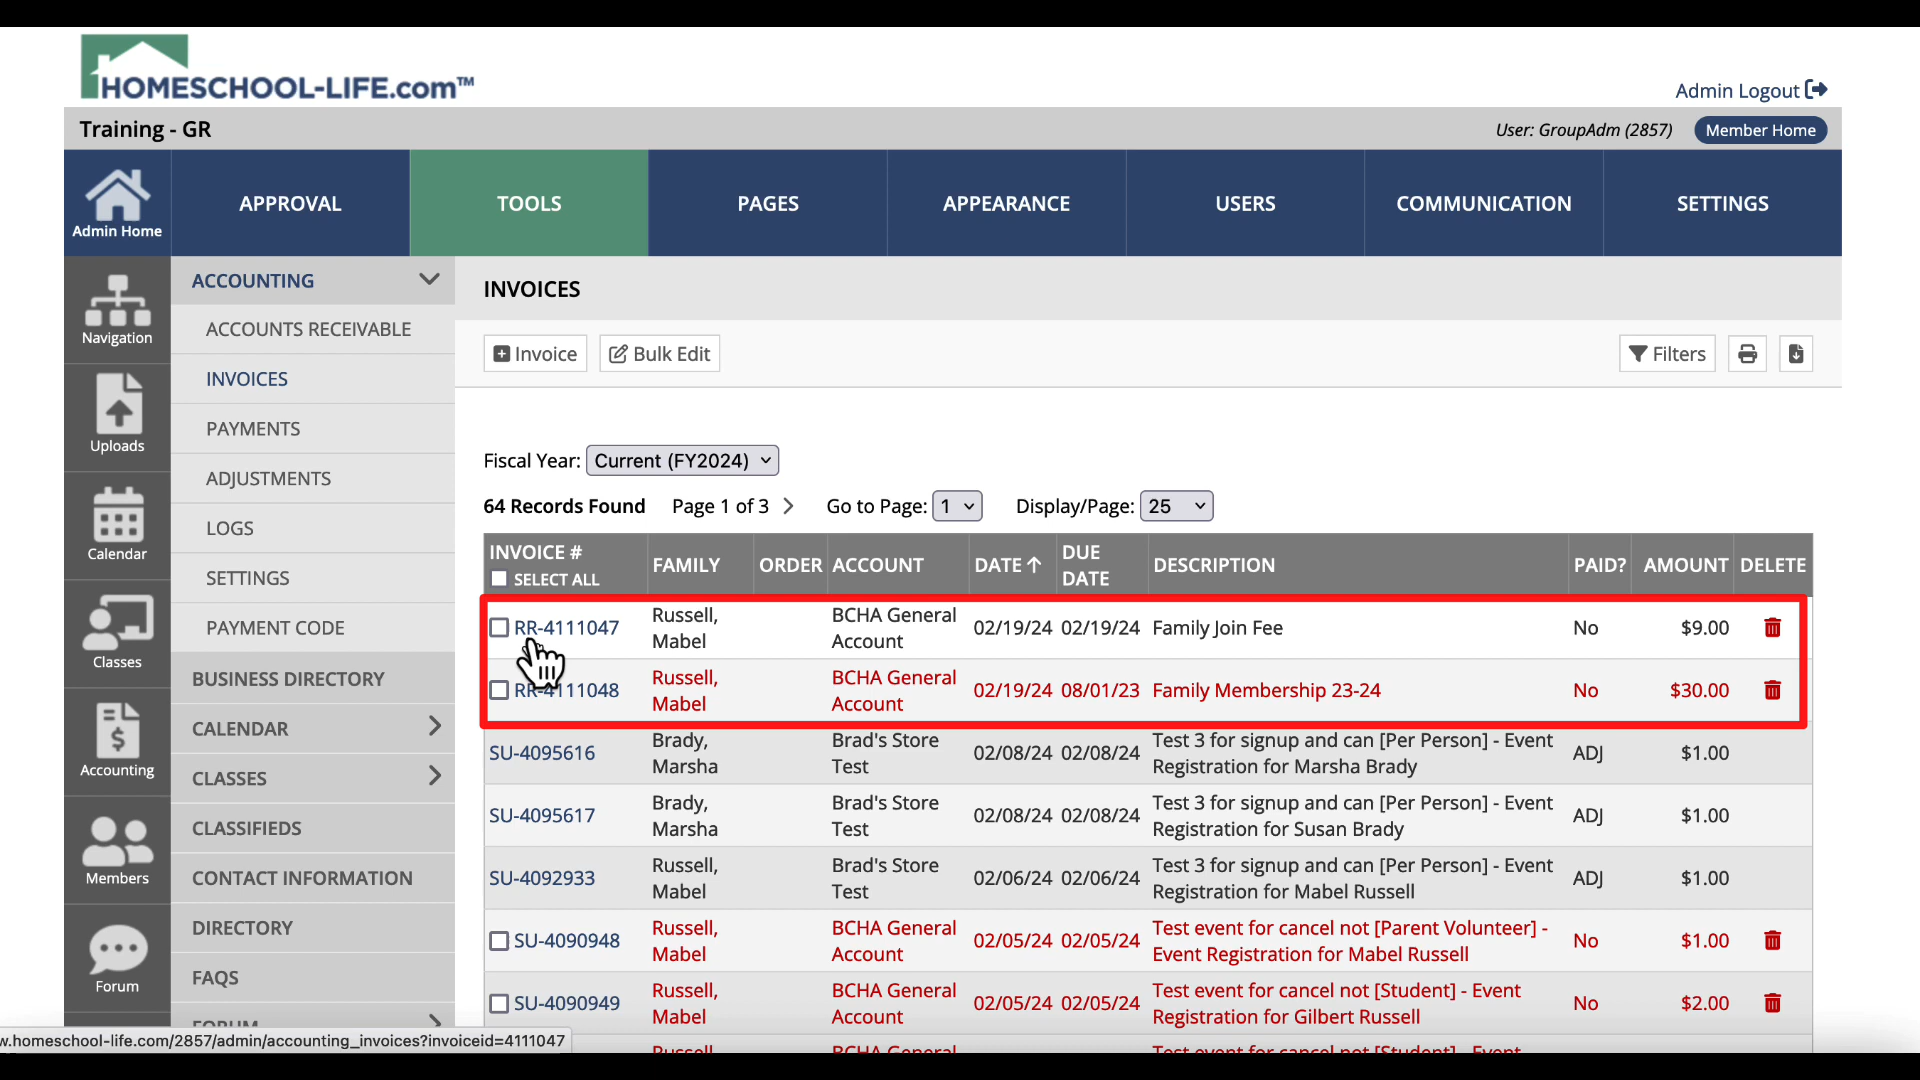 HOMESCHOOL-LIFE.com™
Admin Logout
Training - GR
User: GroupAdm (2857)
Member Home
Admin Home
APPROVAL
TOOLS
PAGES
APPEARANCE
USERS
COMMUNICATION
SETTINGS
Navigation
Uploads
Calendar
Classes
Accounting
Members
Forum
ACCOUNTING
ACCOUNTS RECEIVABLE
INVOICES
PAYMENTS
ADJUSTMENTS
LOGS
SETTINGS
PAYMENT CODE
BUSINESS DIRECTORY
CALENDAR
CLASSES
CLASSIFIEDS
CONTACT INFORMATION
DIRECTORY
FAQS
FORUM
INVOICES
Invoice
Bulk Edit
Filters
Fiscal Year: Current (FY2024)
64 Records Found Page 1 of 3 Go to Page: 1 Display/Page: 25
INVOICE #
SELECT ALL
FAMILY
ORDER
ACCOUNT
DATE
DUE
DATE
DESCRIPTION
PAID?
AMOUNT
DELETE
RR-4111047
Russell,
Mabel
BCHA General
Account
02/19/24
02/19/24
Family Join Fee
No
$9.00
RR-4111048
Russell,
Mabel
BCHA General
Account
02/19/24
08/01/23
Family Membership 23-24
No
$30.00
SU-4095616
Brady,
Marsha
Brad's Store
Test
02/08/24
02/08/24
Test 3 for signup and can [Per Person] - Event
Registration for Marsha Brady
ADJ
$1.00
SU-4095617
Brady,
Marsha
Brad's Store
Test
02/08/24
02/08/24
Test 3 for signup and can [Per Person] - Event
Registration for Susan Brady
ADJ
$1.00
SU-4092933
Russell,
Mabel
Brad's Store
Test
02/06/24
02/06/24
Test 3 for signup and can [Per Person] - Event
Registration for Mabel Russell
ADJ
$1.00
SU-4090948
Russell,
Mabel
BCHA General
Account
02/05/24
02/05/24
Test event for cancel not [Parent Volunteer] -
Event Registration for Mabel Russell
No
$1.00
SU-4090949
Russell,
Mabel
BCHA General
Account
02/05/24
02/05/24
Test event for cancel not [Student] - Event
Registration for Gilbert Russell
No
$2.00
Russell
BCHA General
Test event for cancel not [Student] - Event
w.homeschool-life.com/2857/admin/accounting_invoices?invoiceid=4111047